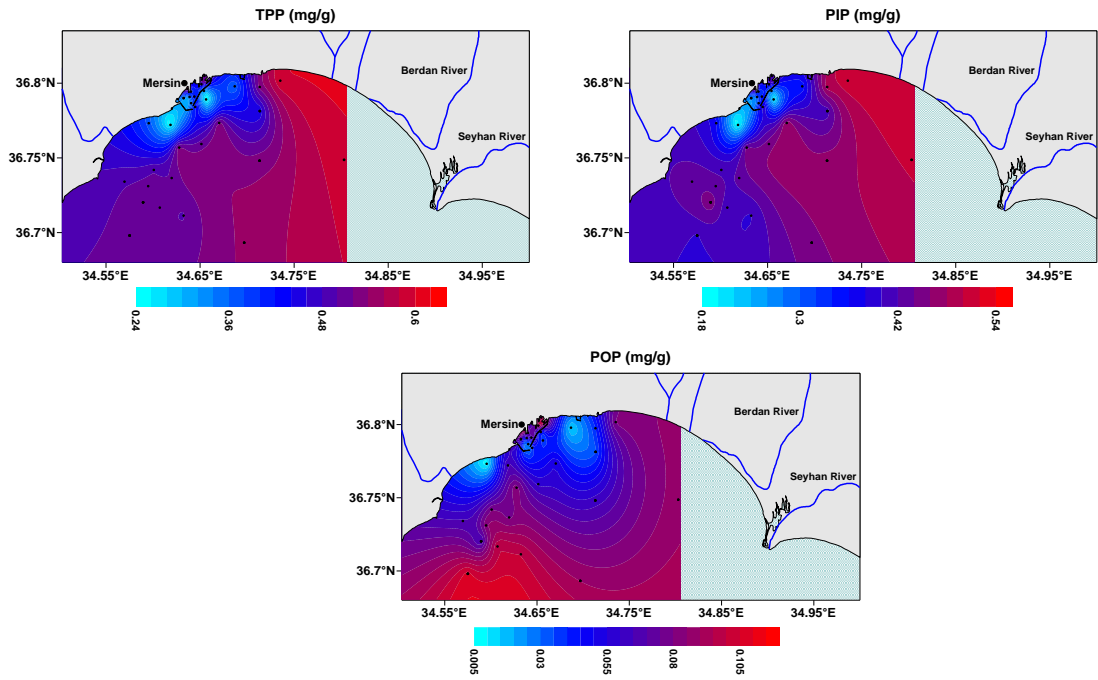 TPP (mg/g)
36.8°N
36.75°N
36.7°N
Mersin
Berdan River
Seyhan River
34.55°E
34.65°E
34.75°E
34.85°E
34.95°E
0.24
0.36
0.48
0.6
PIP (mg/g)
36.8°N
36.75°N
36.7°N
Mersin
Berdan River
Seyhan River
34.55°E
34.65°E
34.75°E
34.85°E
34.95°E
0.18
0.3
0.42
0.54
POP (mg/g)
36.8°N
36.75°N
36.7°N
Mersin
Berdan River
Seyhan River
34.55°E
34.65°E
34.75°E
34.85°E
34.95°E
0.005
0.03
0.055
0.08
0.105